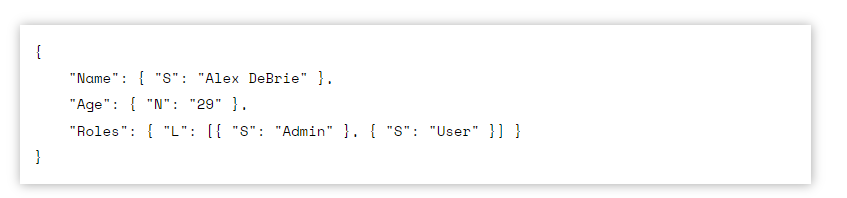 {
"Name": { "S": "Alex DeBrie" },
"Age": { "N": "29" },
"Roles": { "L": [{ "S": "Admin" }, { "S": "User" }] }
}